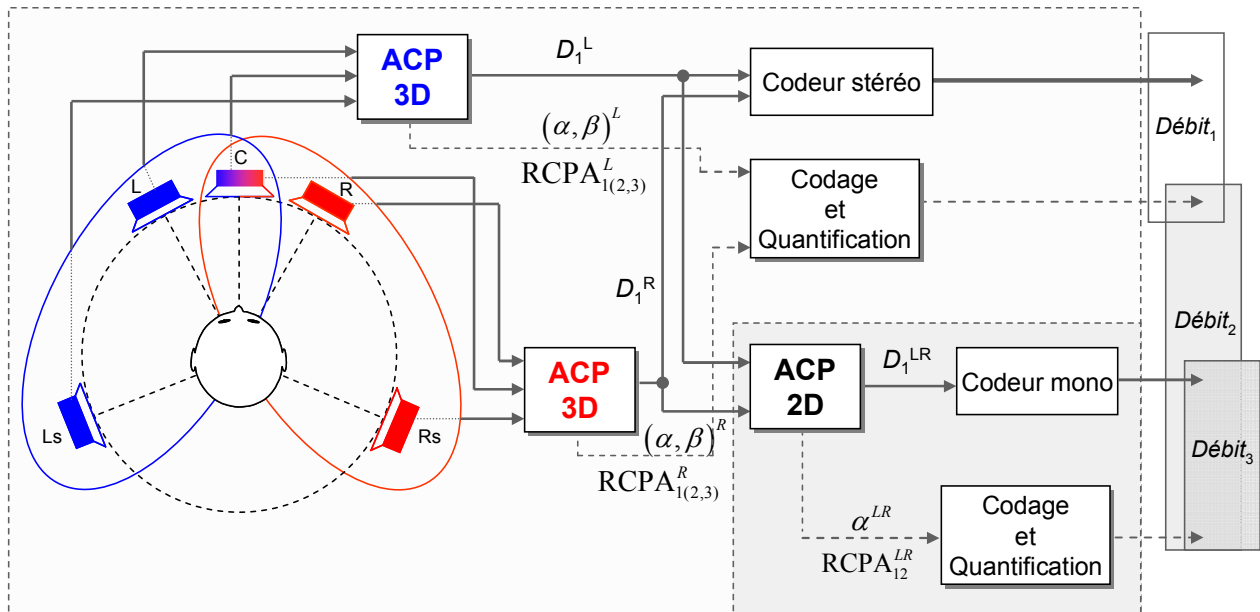 ACP
3D
D₁ᴸ
Codeur stéréo
Débit₁
(α, β)ᴸ
RCPAᴸ₁₍₂,₃₎
Codage
et
Quantification
L
C
R
Ls
Rs
D₁ᴿ
ACP
3D
(α, β)ᴿ
RCPAᴿ₁₍₂,₃₎
Débit₂
ACP
2D
D₁ᴸᴿ
Codeur mono
Débit₃
αᴸᴿ
RCPAᴸᴿ₁₂
Codage
et
Quantification